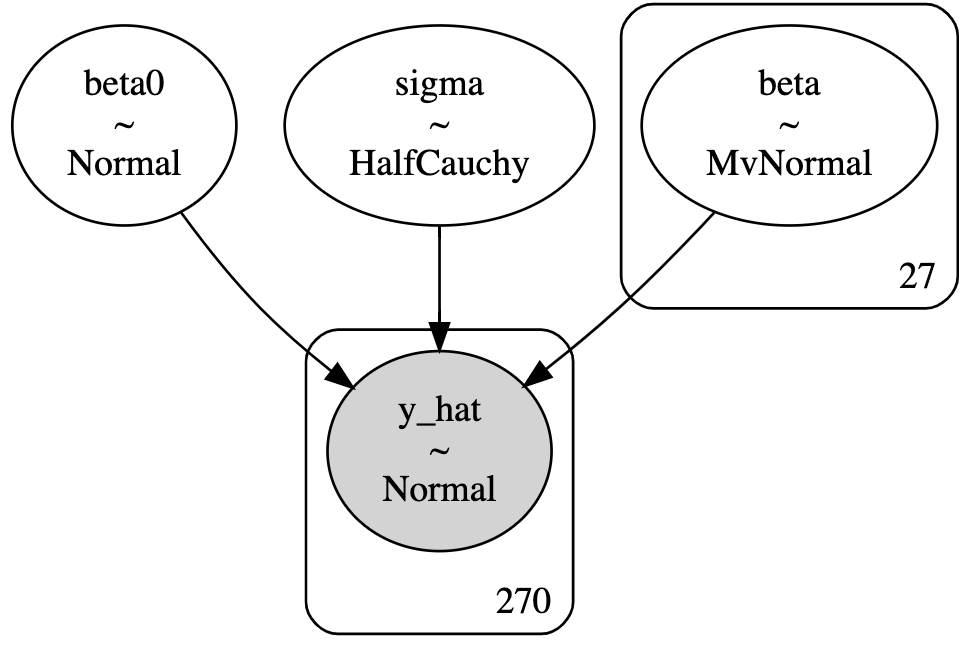 beta0
~
Normal
sigma
~
HalfCauchy
beta
~
MvNormal
27
y_hat
~
Normal
270